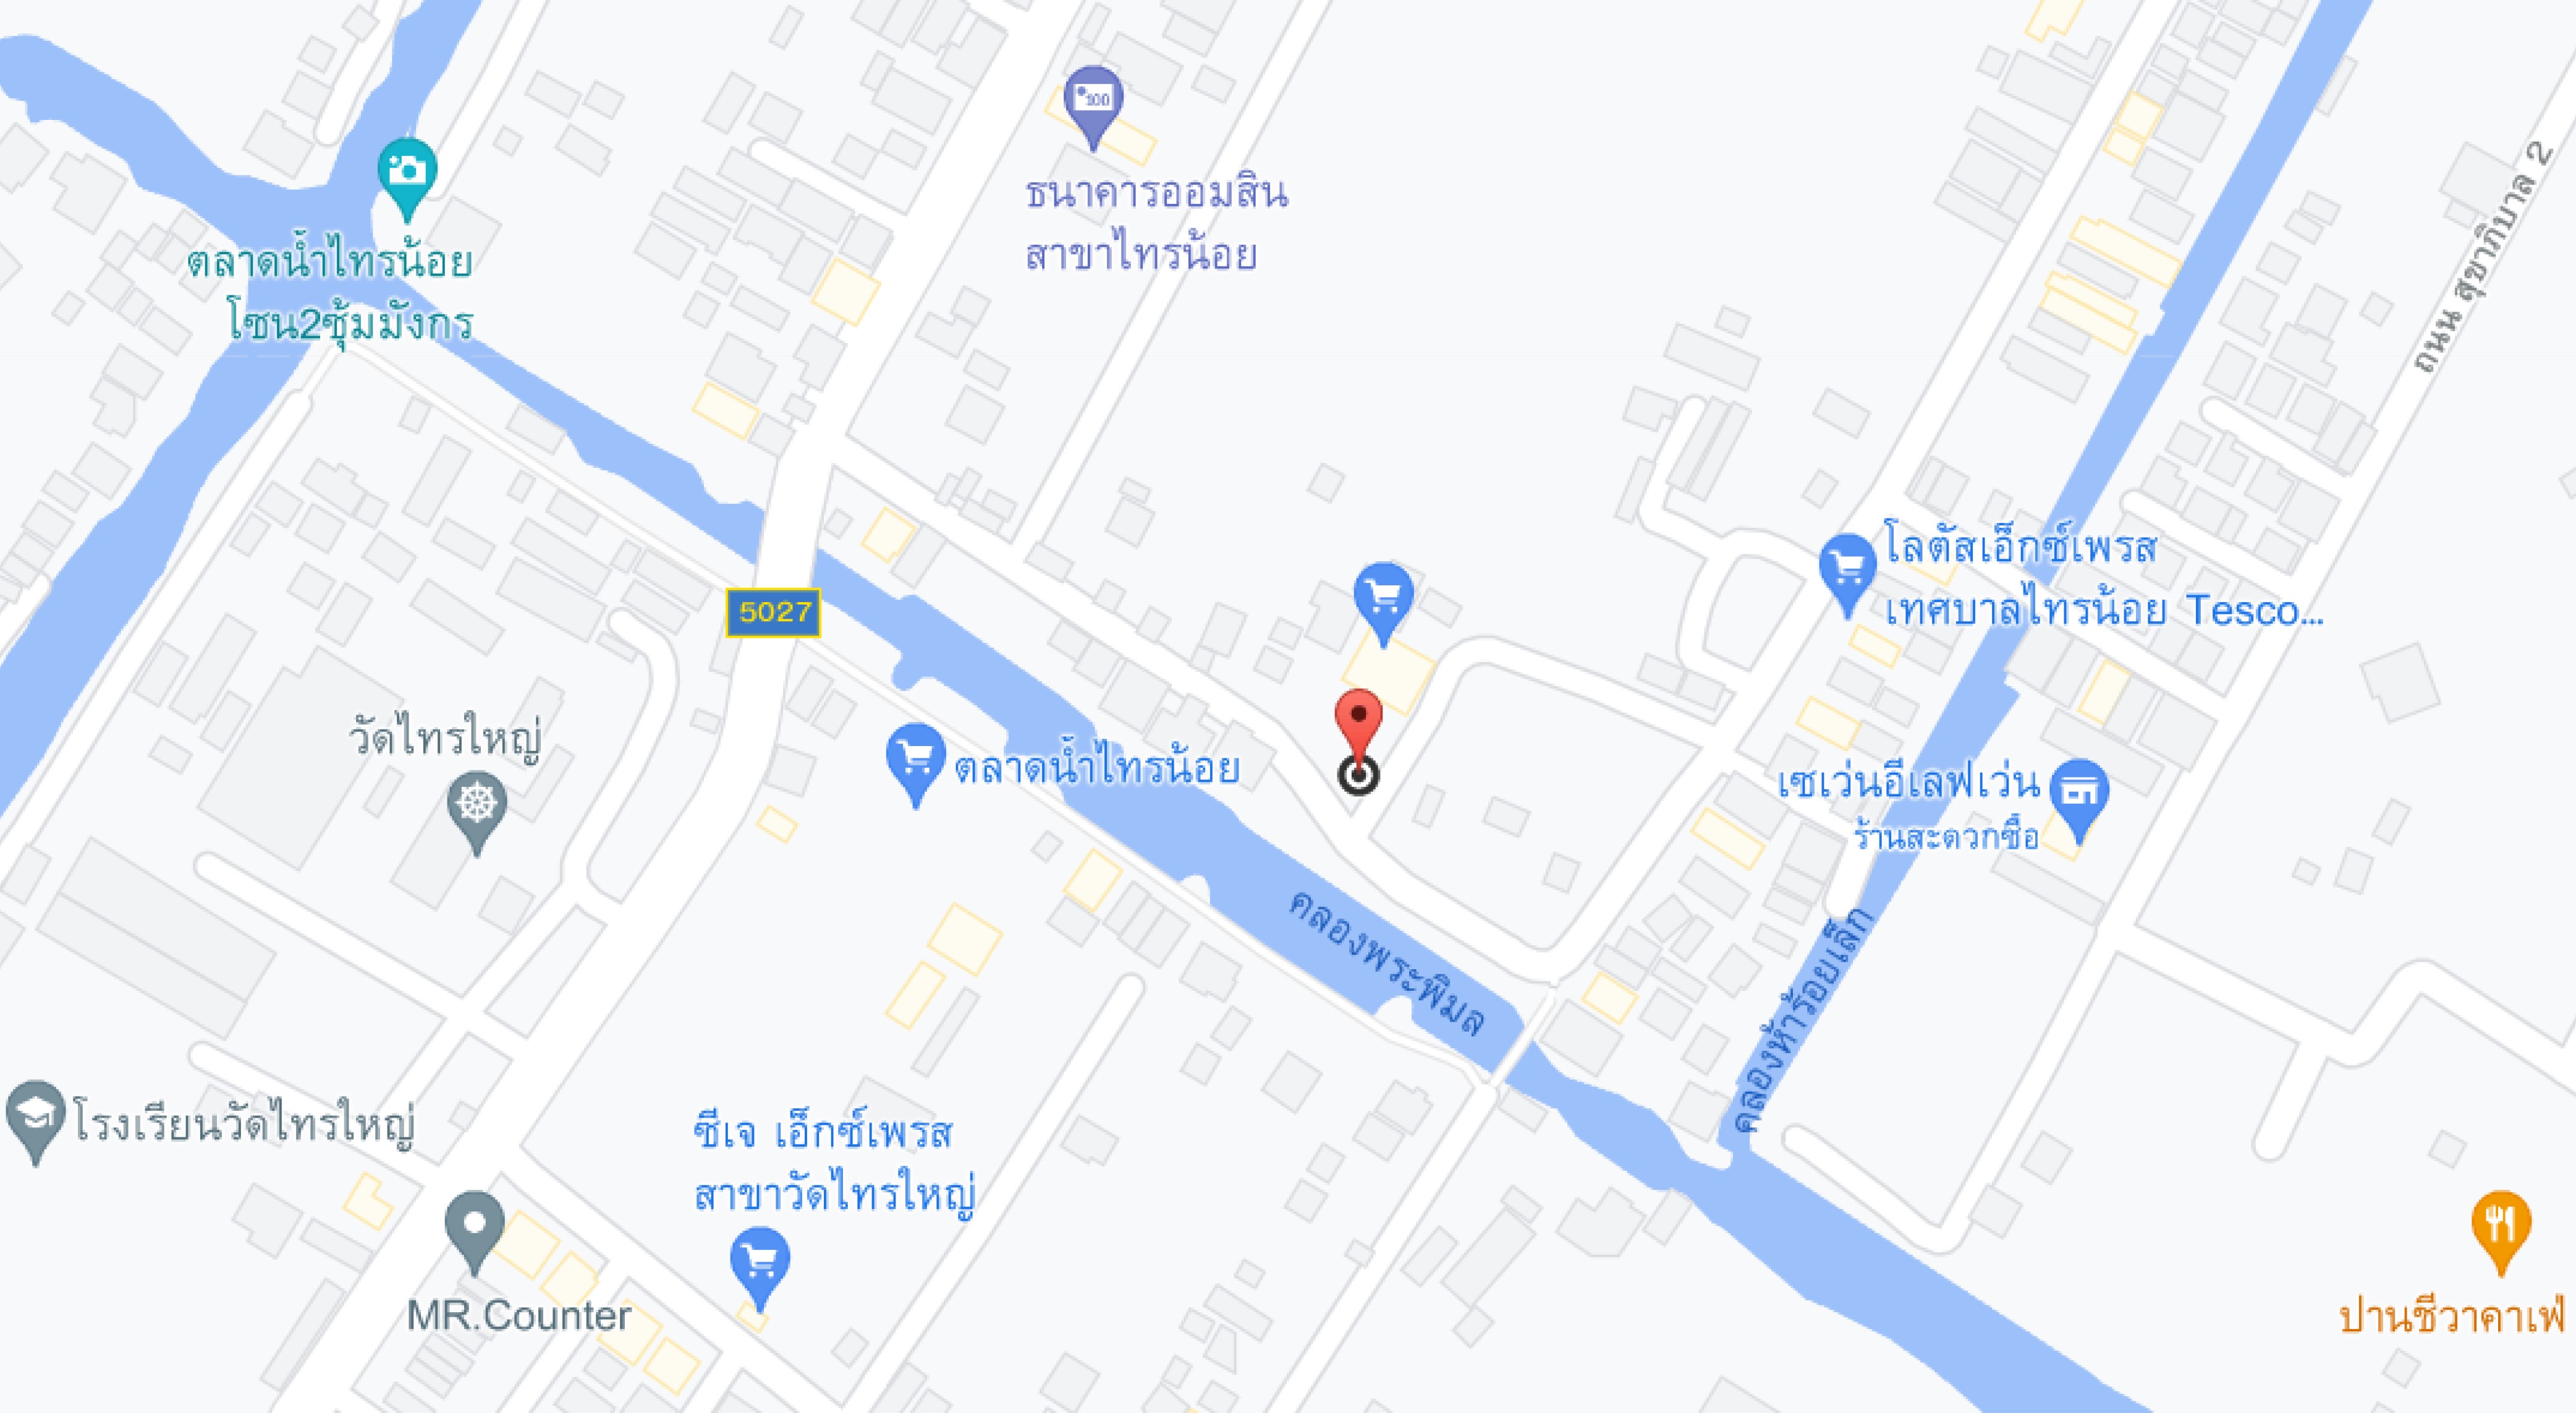 100
ธนาคารออมสิน
สาขาไทรน้อย
ถนน สุขาภิบาล 2
ตลาดน้ำไทรน้อย
โซน2ซุ้มมังกร
โลตัสเอ็กซ์เพรส
เทศบาลไทรน้อย Tesco...
5027
วัดไทรใหญ่
ตลาดน้ำไทรน้อย
เซเว่นอีเลฟเว่น
ร้านสะดวกซื้อ
คลองพระพิมล
คลองห้าร้อยเล็ก
โรงเรียนวัดไทรใหญ่
ซีเจ เอ็กซ์เพรส
สาขาวัดไทรใหญ่
MR.Counter
ปานชีวาคาเฟ่